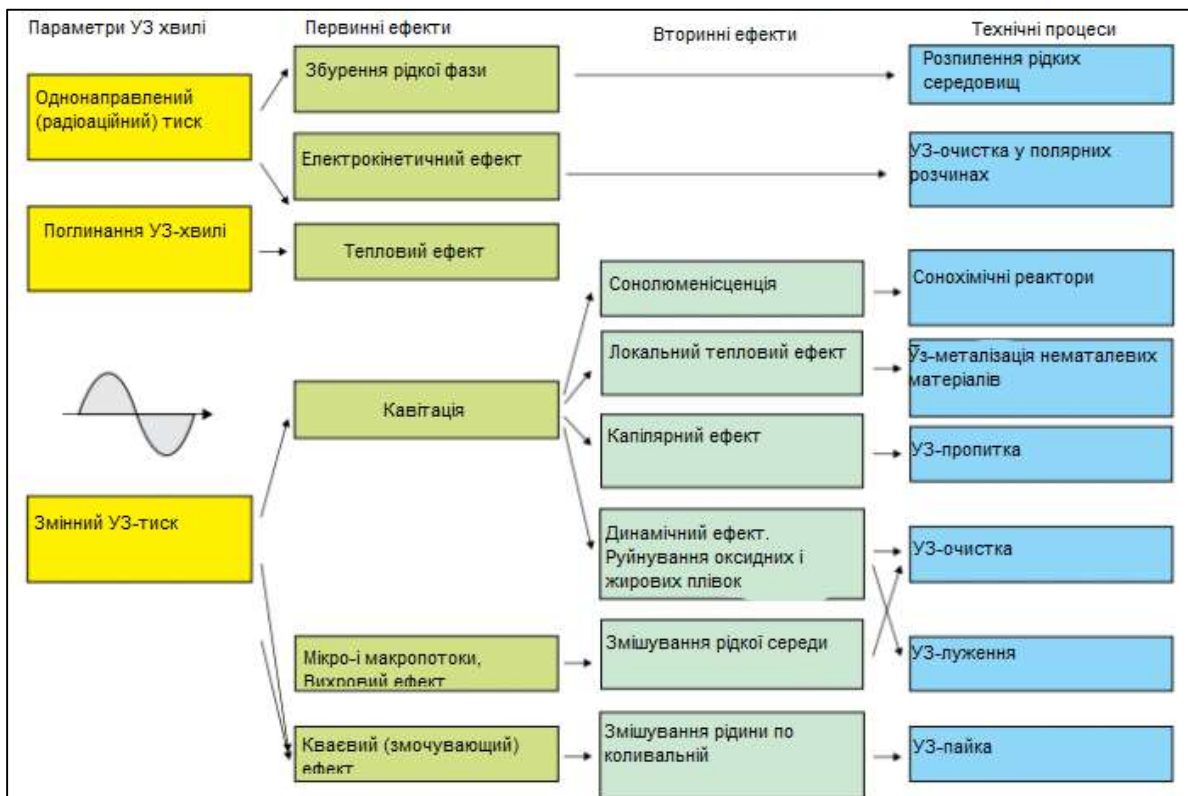 Параметри УЗ хвилі
Первинні ефекти
Вторинні ефекти
Технічні процеси
Однонаправлений
(радіоаційний) тиск
Збурення рідкої фази
Розпилення рідких
середовищ
Електрокінетичний ефект
УЗ-очистка у полярних
розчинах
Поглинання УЗ-хвилі
Тепловий ефект
Сонолюменісценція
Сонохімічні реактори
Локальний тепловий ефект
Уз-металізація нематалевих
матеріалів
Кавітація
Капілярний ефект
УЗ-пропитка
Змінний УЗ-тиск
Динамічний ефект.
Руйнування оксидних і
жирових плівок
УЗ-очистка
Мікро-і макропотоки,
Вихровий ефект
Змішування рідкої середи
УЗ-луження
Кваєвий (змочувающий)
ефект
Змішування рідини по
коливальній
УЗ-пайка